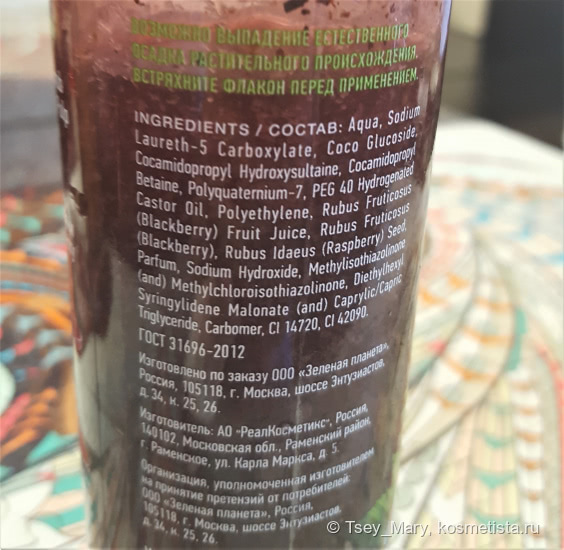 ВОЗМОЖНО ВЫПАДЕНИЕ ЕСТЕСТВЕННОГО
ОСАДКА РАСТИТЕЛЬНОГО ПРОИСХОЖДЕНИЯ.
ВСТРЯХНИТЕ ФЛАКОН ПЕРЕД ПРИМЕНЕНИЕМ.
INGREDIENTS / СОСТАВ: Aqua, Sodium
Laureth-5 Carboxylate, Coco Glucoside,
Cocamidopropyl Hydroxysultaine, Cocamidopropyl
Betaine, Polyquaternium-7, PEG 40 Hydrogenated
Castor Oil, Polyethylene, Rubus Fruticosus
(Blackberry) Fruit Juice, Rubus Fruticosus
(Blackberry), Rubus Idaeus (Raspberry) Seed,
Parfum, Sodium Hydroxide, Methylisothiazolinone
(and) Methylchloroisothiazolinone, Diethylhexyl
Syringylidene Malonate (and) Caprylic/Capric
Triglyceride, Carbomer, CI 14720, CI 42090.
ГОСТ 31696-2012
Изготовлено по заказу ООО «Зеленая планета»,
Россия, 105118, г. Москва, шоссе Энтузиастов,
д. 34, к. 25, 26.
Изготовитель: АО "РеалКосметикс", Россия,
140102, Московская обл., Раменский район,
г. Раменское, ул. Карла Маркса, д. 5.
Организация, уполномоченная изготовителем
на принятие претензий от потребителей:
ООО «Зеленая планета», Россия,
105118, г. Москва, шоссе Энтузиастов,
д. 34, к. 25, 26.
© Tsey_Mary, kosmetista.ru